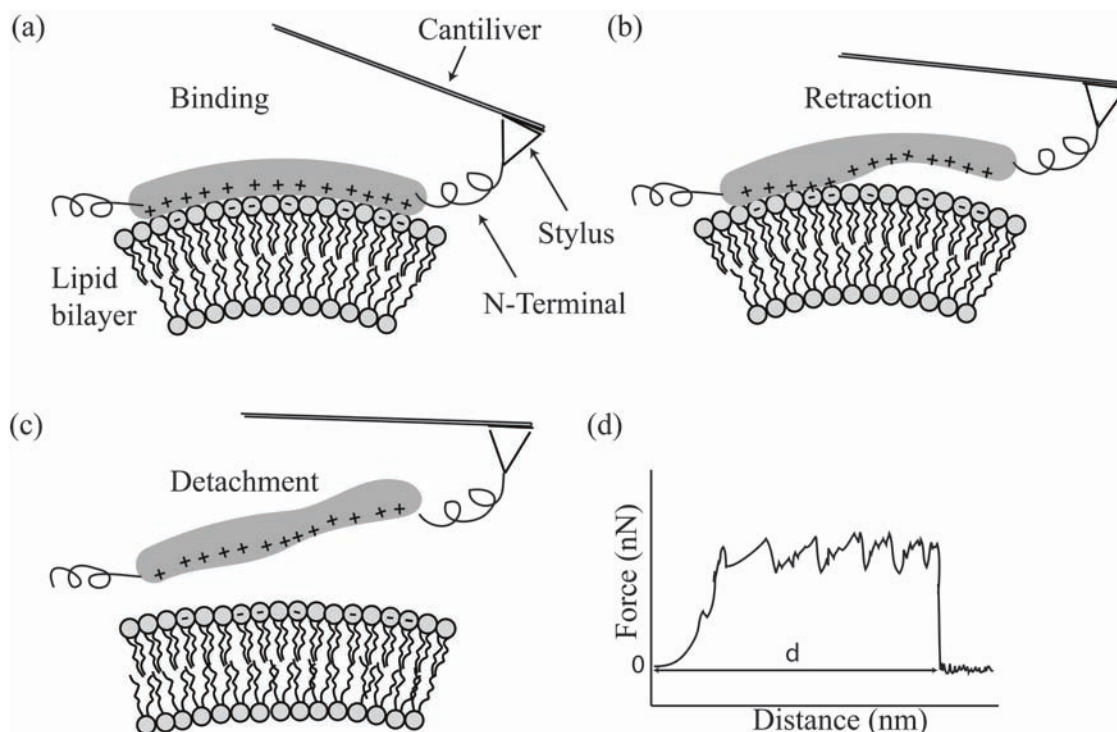 (a)
Cantiliver
Binding
Stylus
Lipid
bilayer
N-Terminal
(b)
Retraction
(c)
Detachment
(d)
Force (nN)
0
d
Distance (nm)